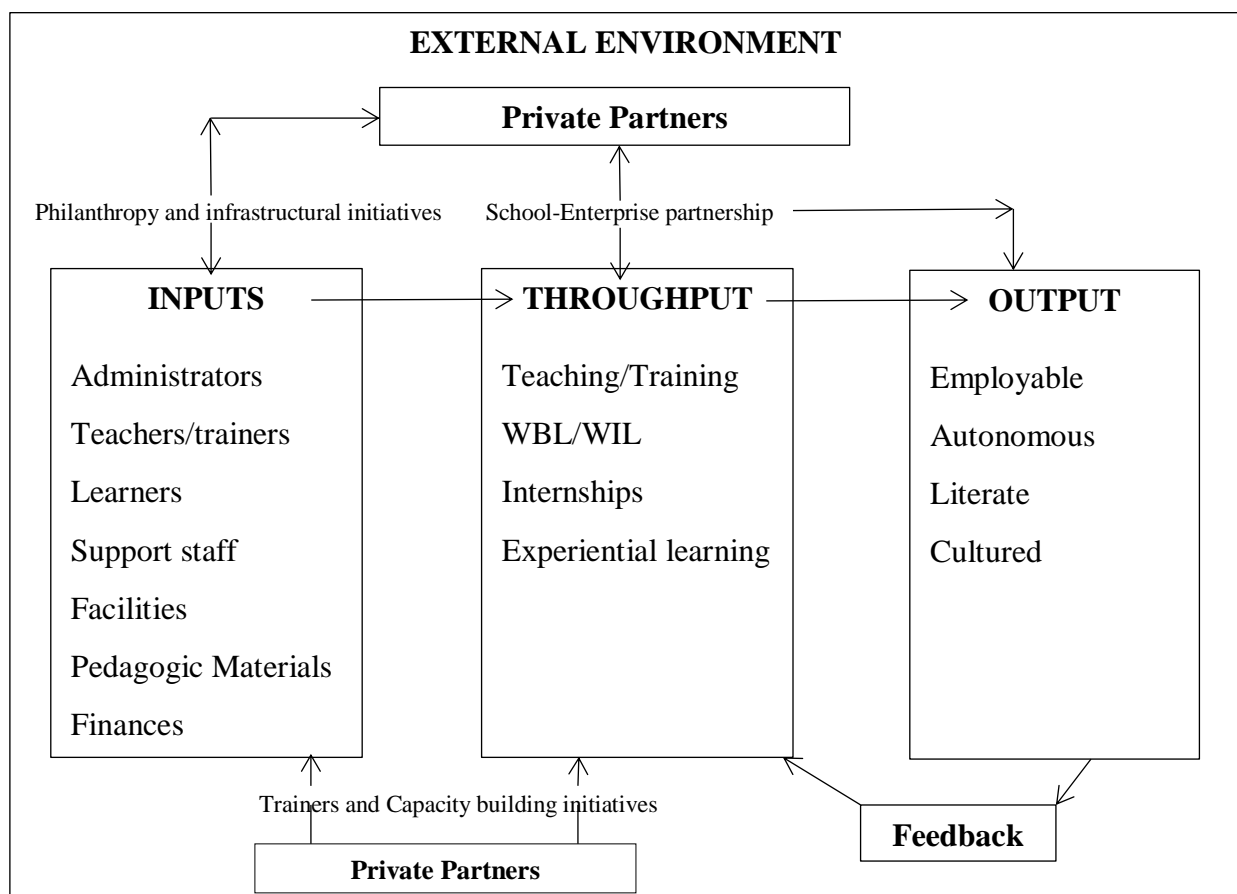 EXTERNAL ENVIRONMENT
Private Partners
Philanthropy and infrastructural initiatives
School-Enterprise partnership
INPUTS
Administrators
Teachers/trainers
Learners
Support staff
Facilities
Pedagogic Materials
Finances
THROUGHPUT
Teaching/Training
WBL/WIL
Internships
Experiential learning
OUTPUT
Employable
Autonomous
Literate
Cultured
Trainers and Capacity building initiatives
Private Partners
Feedback